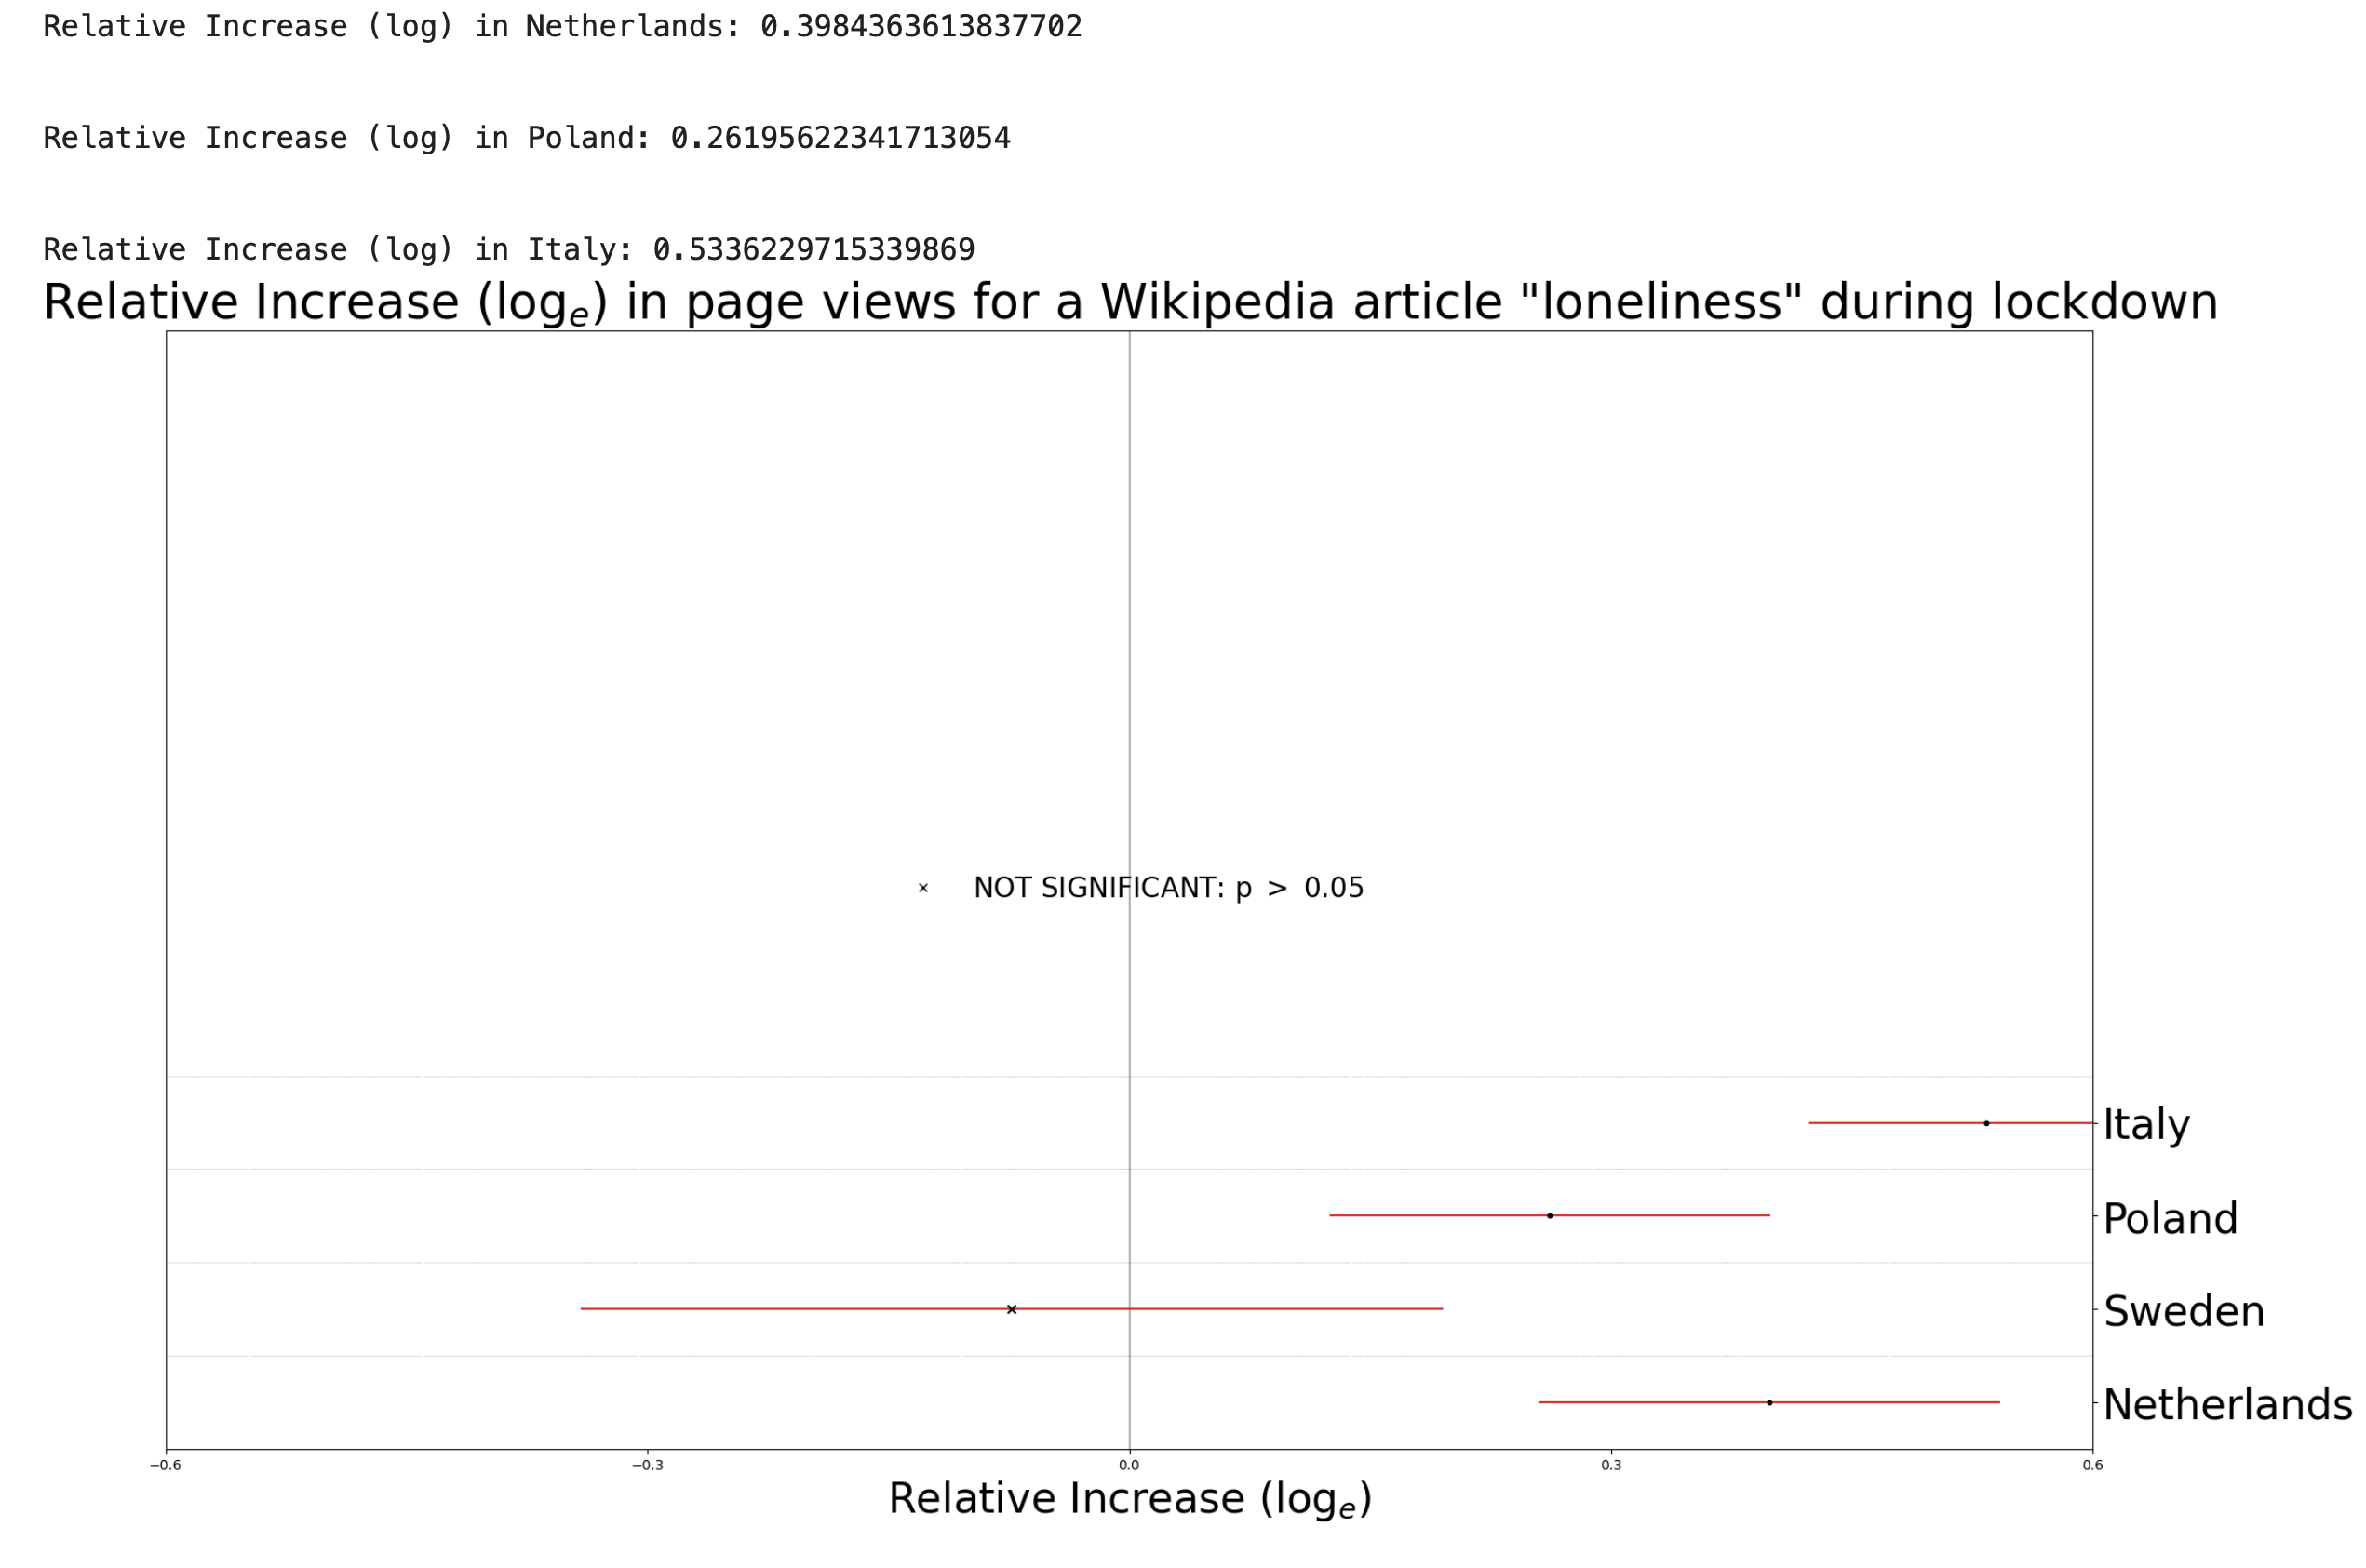 Relative Increase (log) in Netherlands: 0.3984363613837702
Relative Increase (log) in Poland: 0.26195622341713054
Relative Increase (log) in Italy: 0.5336229715339869
Relative Increase (logₑ) in page views for a Wikipedia article "loneliness" during lockdown
× NOT SIGNIFICANT: p > 0.05
Italy
Poland
Sweden
Netherlands
−0.6 −0.3 0.0 0.3 0.6
Relative Increase (logₑ)